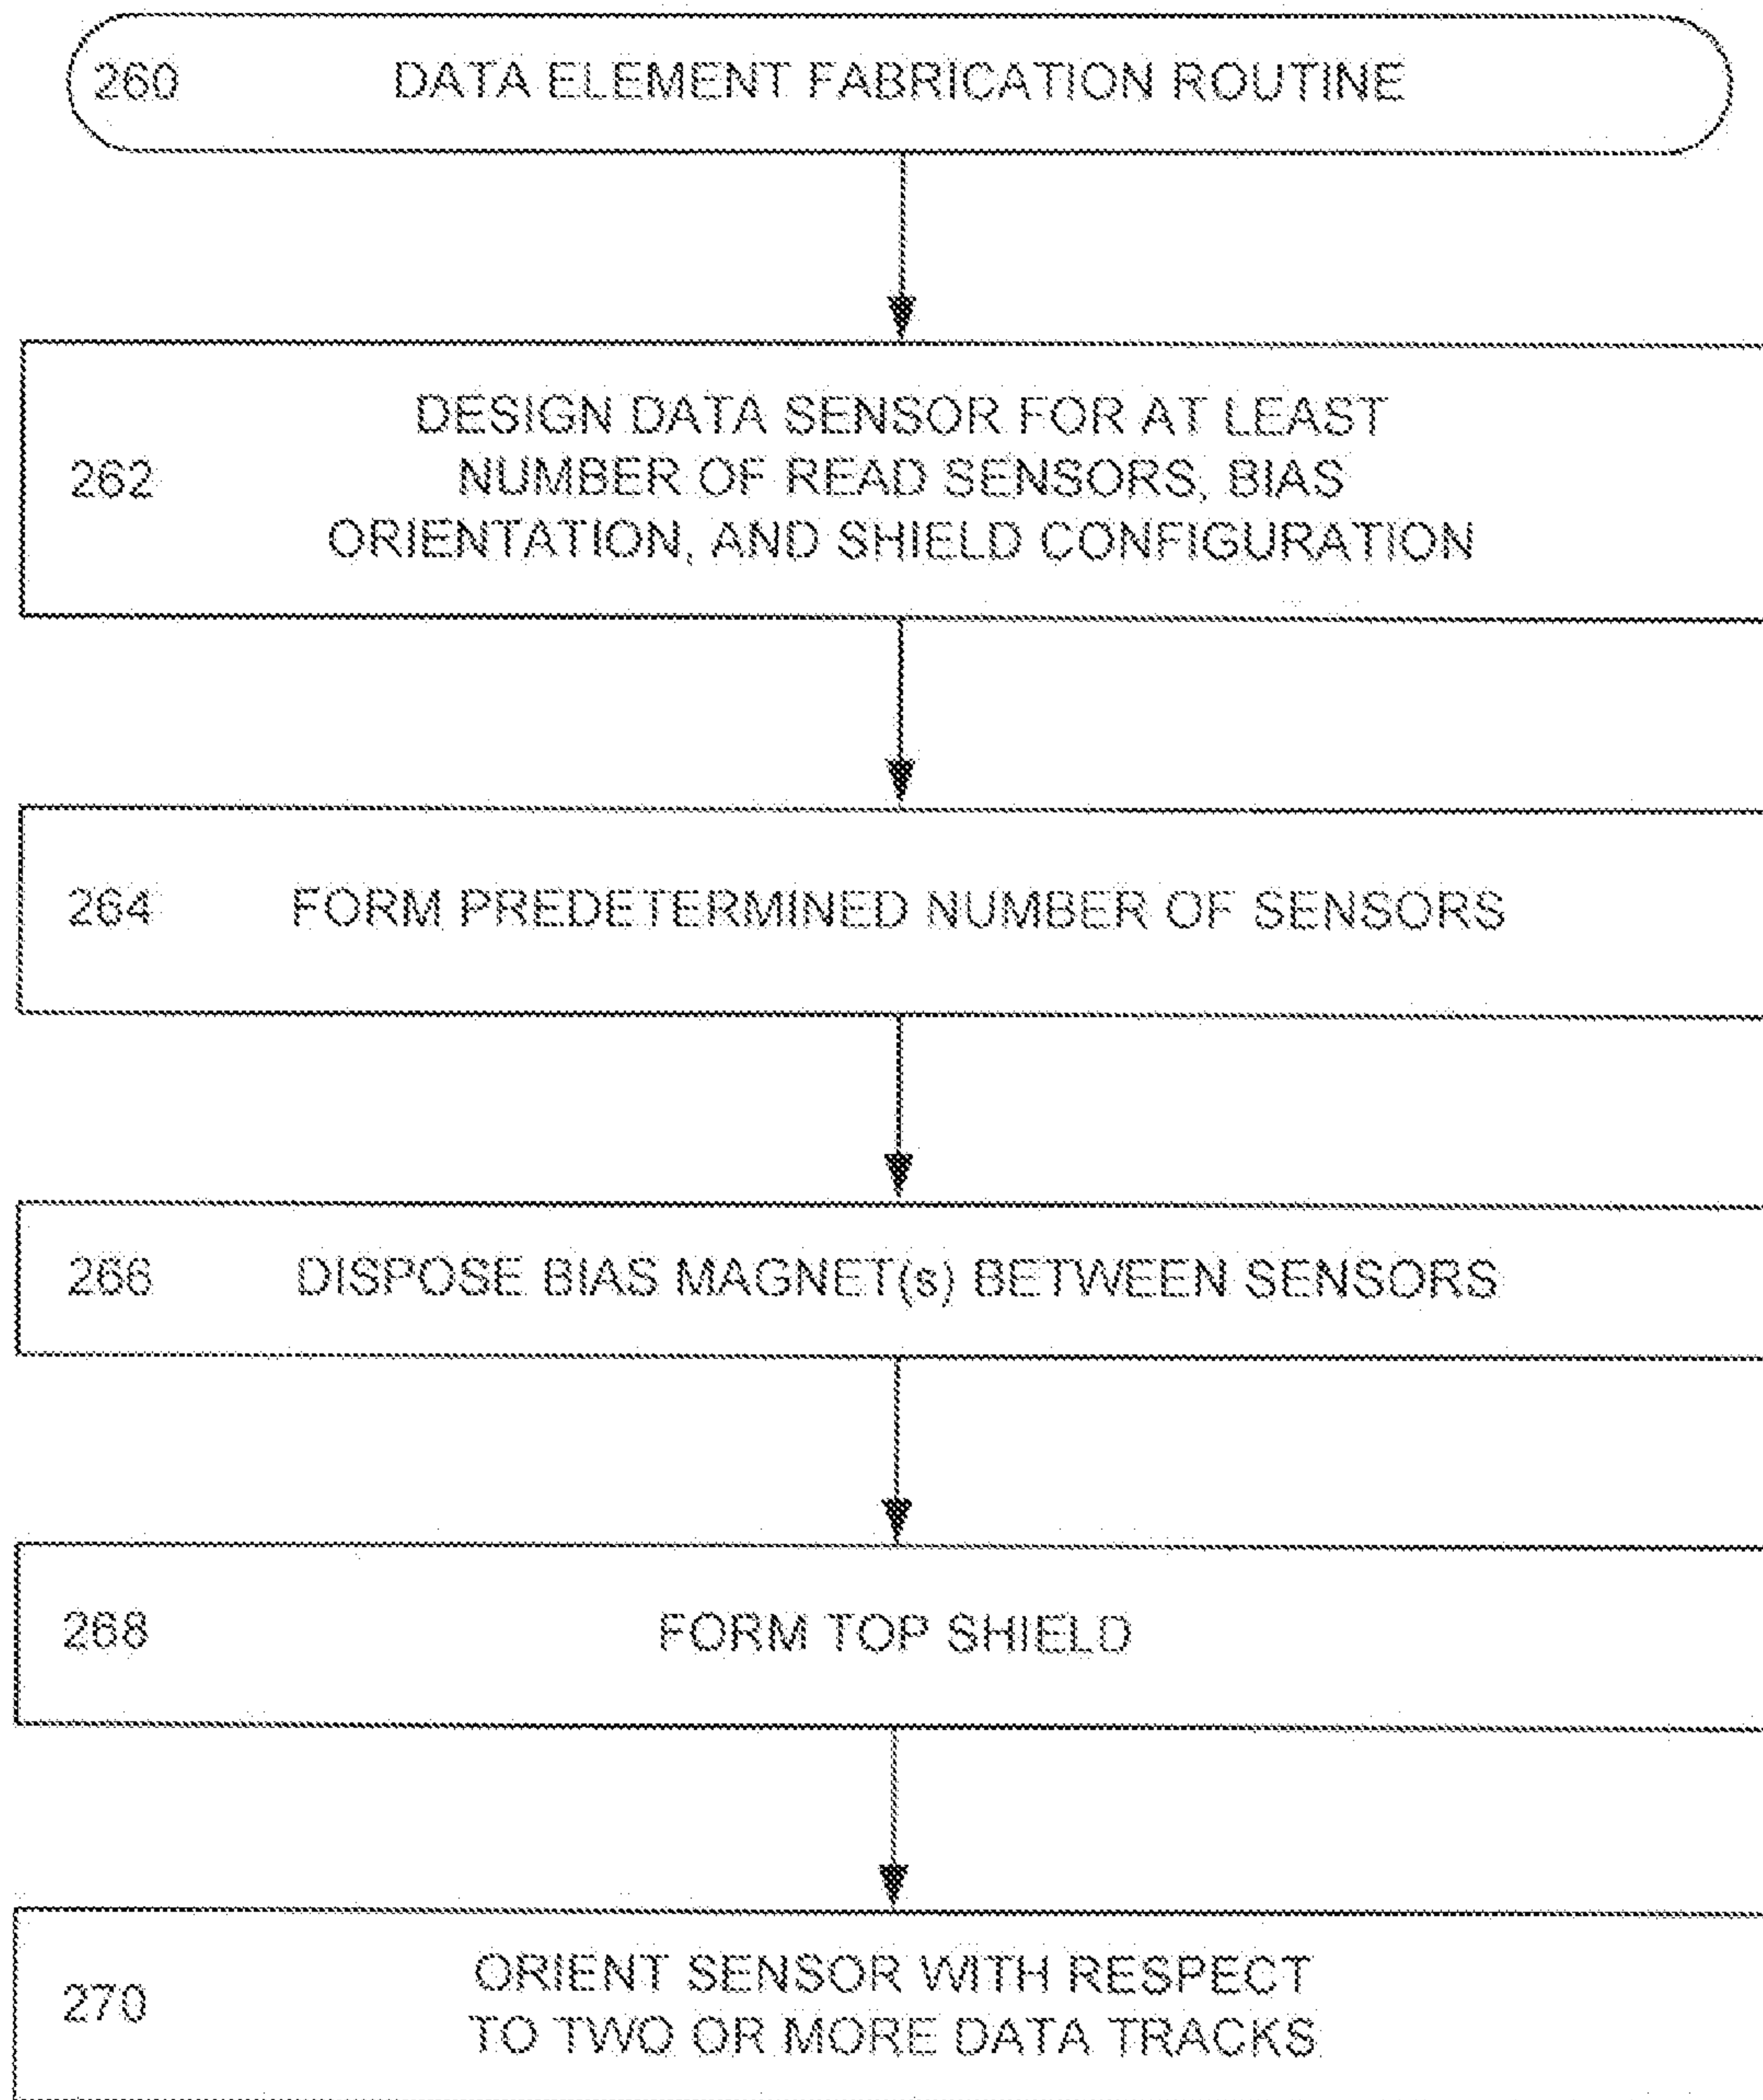 260 DATA ELEMENT FABRICATION ROUTINE
DESIGN DATA SENSOR FOR AT LEAST
262 NUMBER OF READ SENSORS, BIAS
ORIENTATION, AND SHIELD CONFIGURATION
264 FORM PREDETERMINED NUMBER OF SENSORS
266 DISPOSE BIAS MAGNET(s) BETWEEN SENSORS
268 FORM TOP SHIELD
270 ORIENT SENSOR WITH RESPECT
TO TWO OR MORE DATA TRACKS